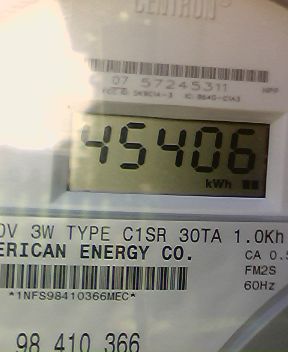 CENTRON
07 57245311
45406
kWh
0V 3W TYPE C1SR 30TA 1.0Kh
ERICAN ENERGY CO.
CA 0.5
FM2S
60Hz
*1NFS98410366MEC*
98 410 366